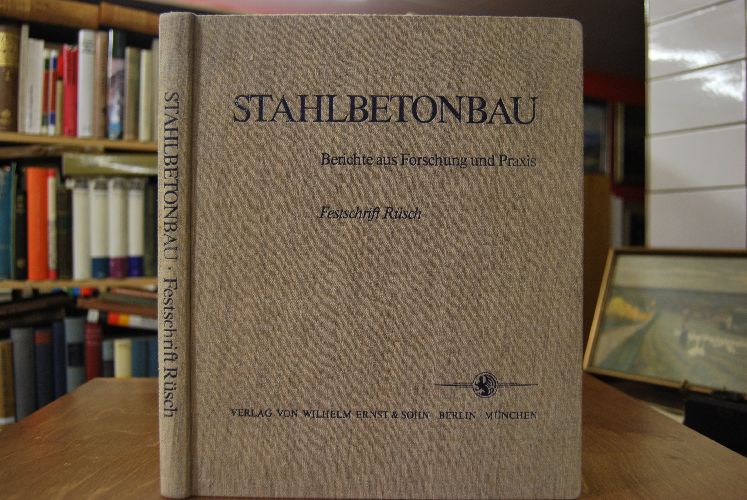 STAHLBETONBAU
Berichte aus Forschung und Praxis
Festschrift Rüsch
VERLAG VON WILHELM ERNST & SOHN · BERLIN · MÜNCHEN
STAHLBETONBAU · Festschrift Rüsch